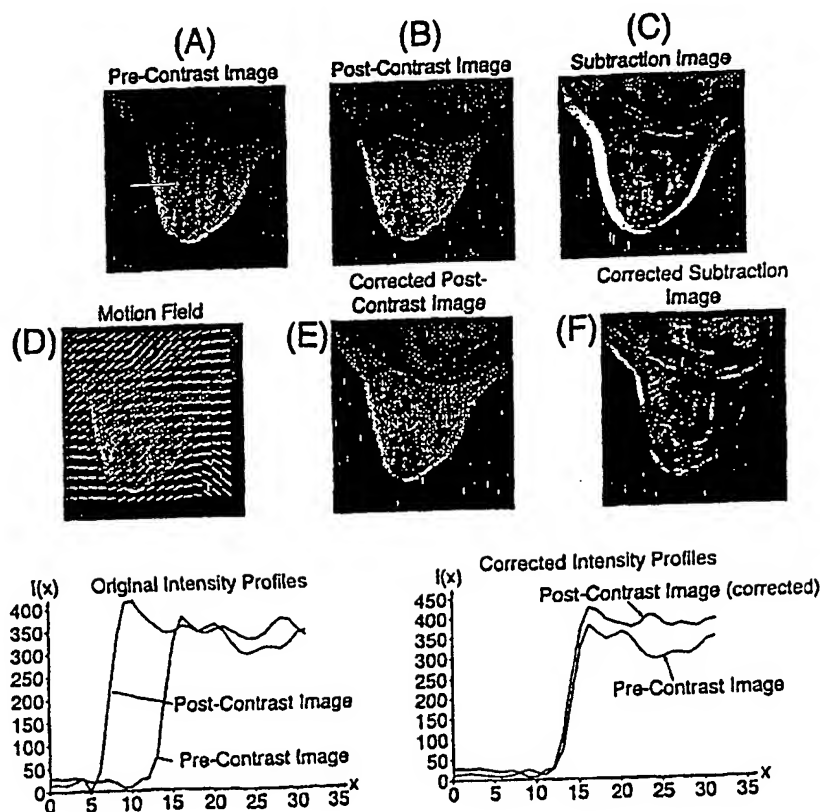 (A)
Pre-Contrast Image
(B)
Post-Contrast Image
(C)
Subtraction Image
(D)
Motion Field
(E)
Corrected Post-
Contrast Image
(F)
Corrected Subtraction
Image
I(x)
Original Intensity Profiles
400
350
300
250
200
150
100
50
0
Post-Contrast Image
Pre-Contrast Image
0 5 10 15 20 25 30 35 X
I(x)
Corrected Intensity Profiles
450
400
350
300
250
200
150
100
50
0
Post-Contrast Image (corrected)
Pre-Contrast Image
0 5 10 15 20 25 30 35 X